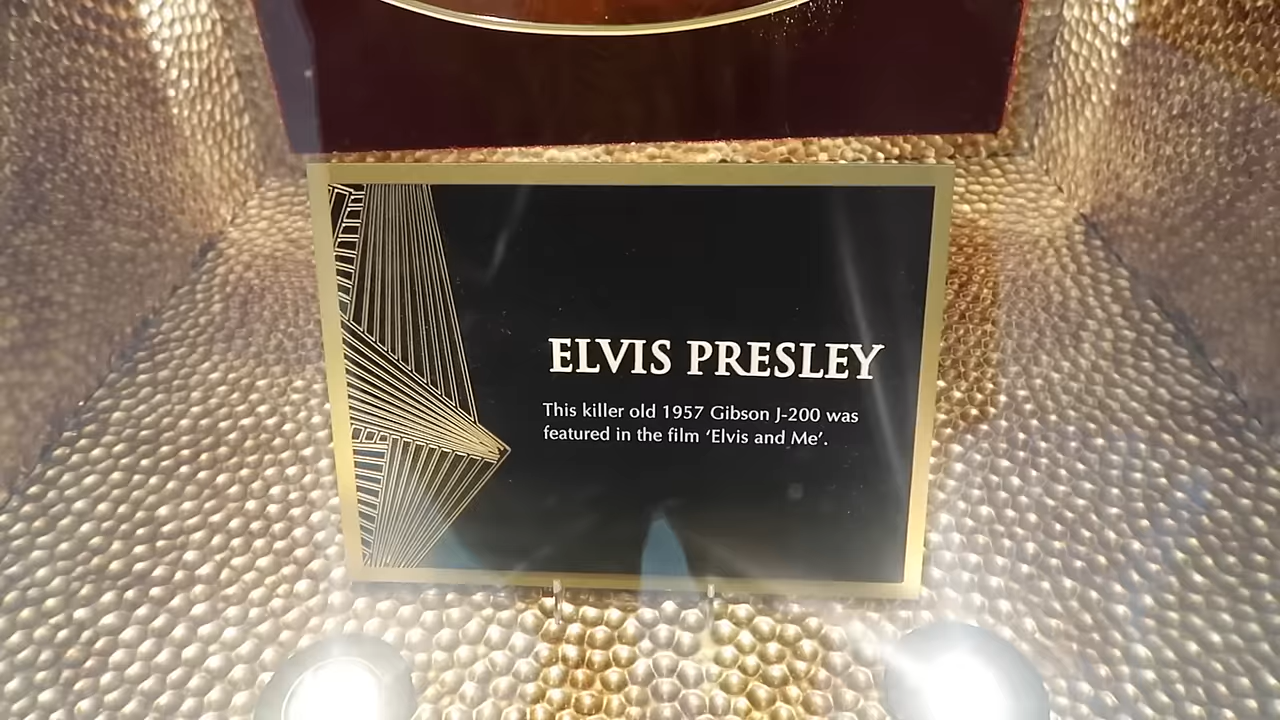 ELVIS PRESLEY
This killer old 1957 Gibson J-200 was
featured in the film ‘Elvis and Me’.